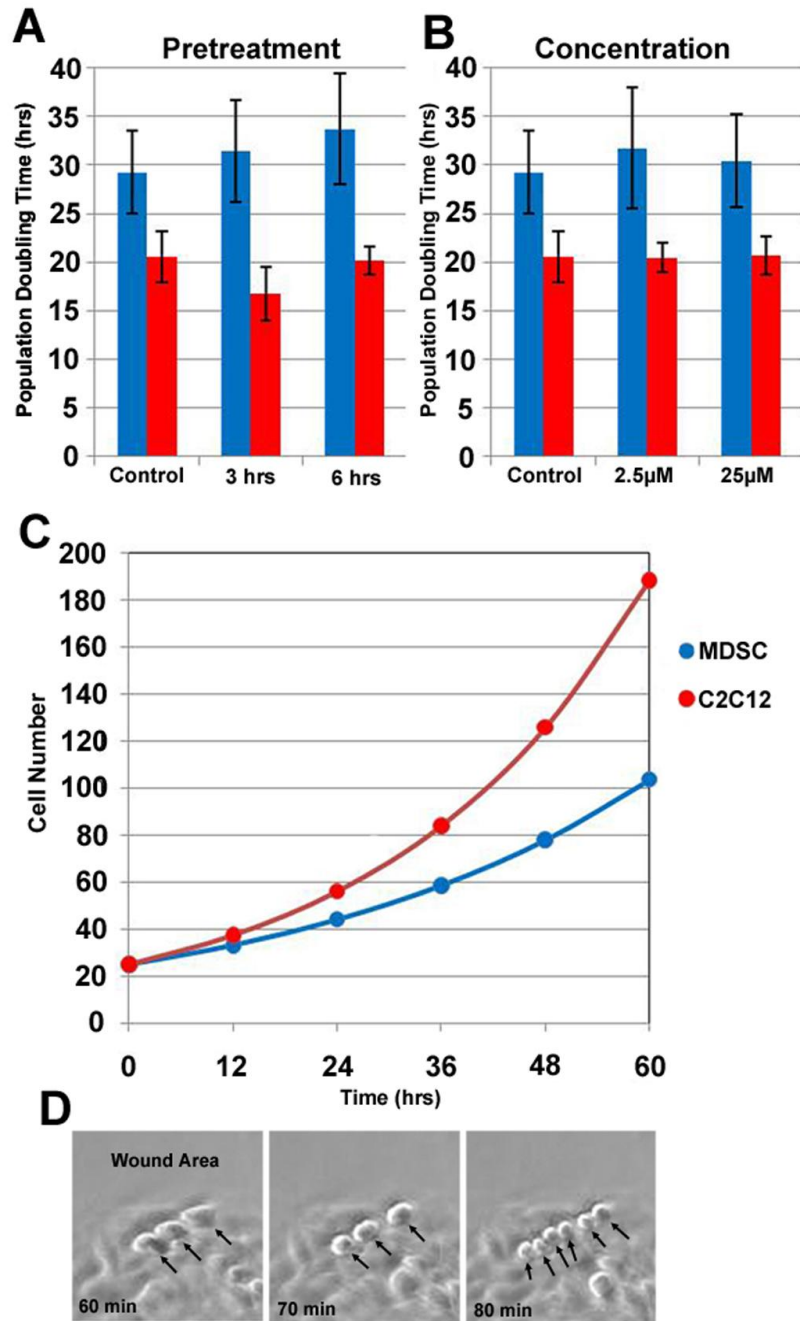 A
Pretreatment
Population Doubling Time (hrs)
40
35
30
25
20
15
10
5
0
Control 3 hrs 6 hrs
B
Concentration
Population Doubling Time (hrs)
40
35
30
25
20
15
10
5
0
Control 2.5µM 25µM
C
Cell Number
200
180
160
140
120
100
80
60
40
20
0
0 12 24 36 48 60
Time (hrs)
MDSC
C2C12
D
Wound Area
60 min
70 min
80 min